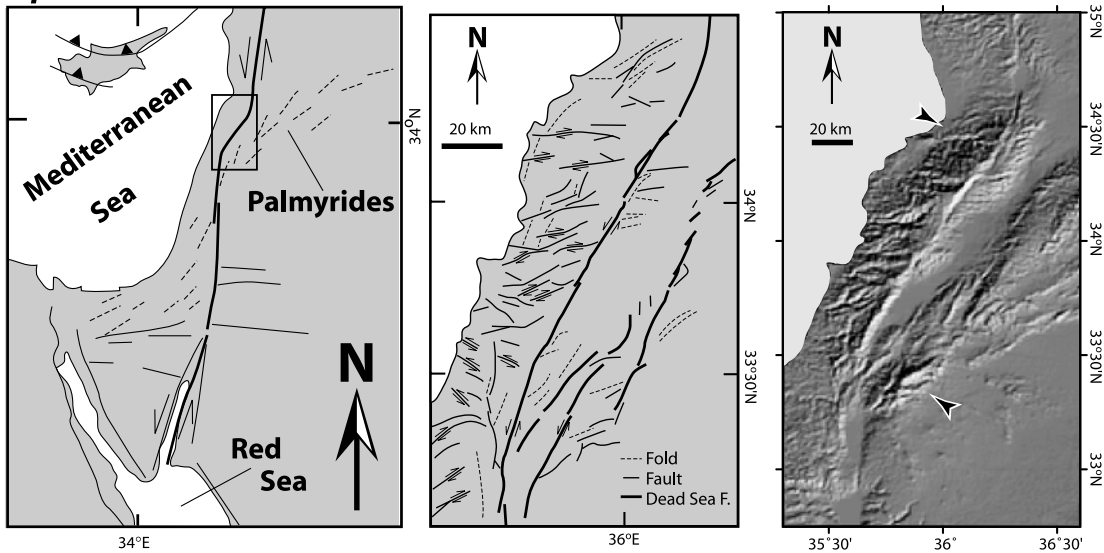 Mediterranean
Sea
Palmyrides
N
Red
Sea
34°N
34°E
N
20 km
34°N
33°30'N
Fold
Fault
Dead Sea F.
36°E
N
20 km
35°N
34°30'N
34°N
33°30'N
33°N
35°30'
36°
36°30'